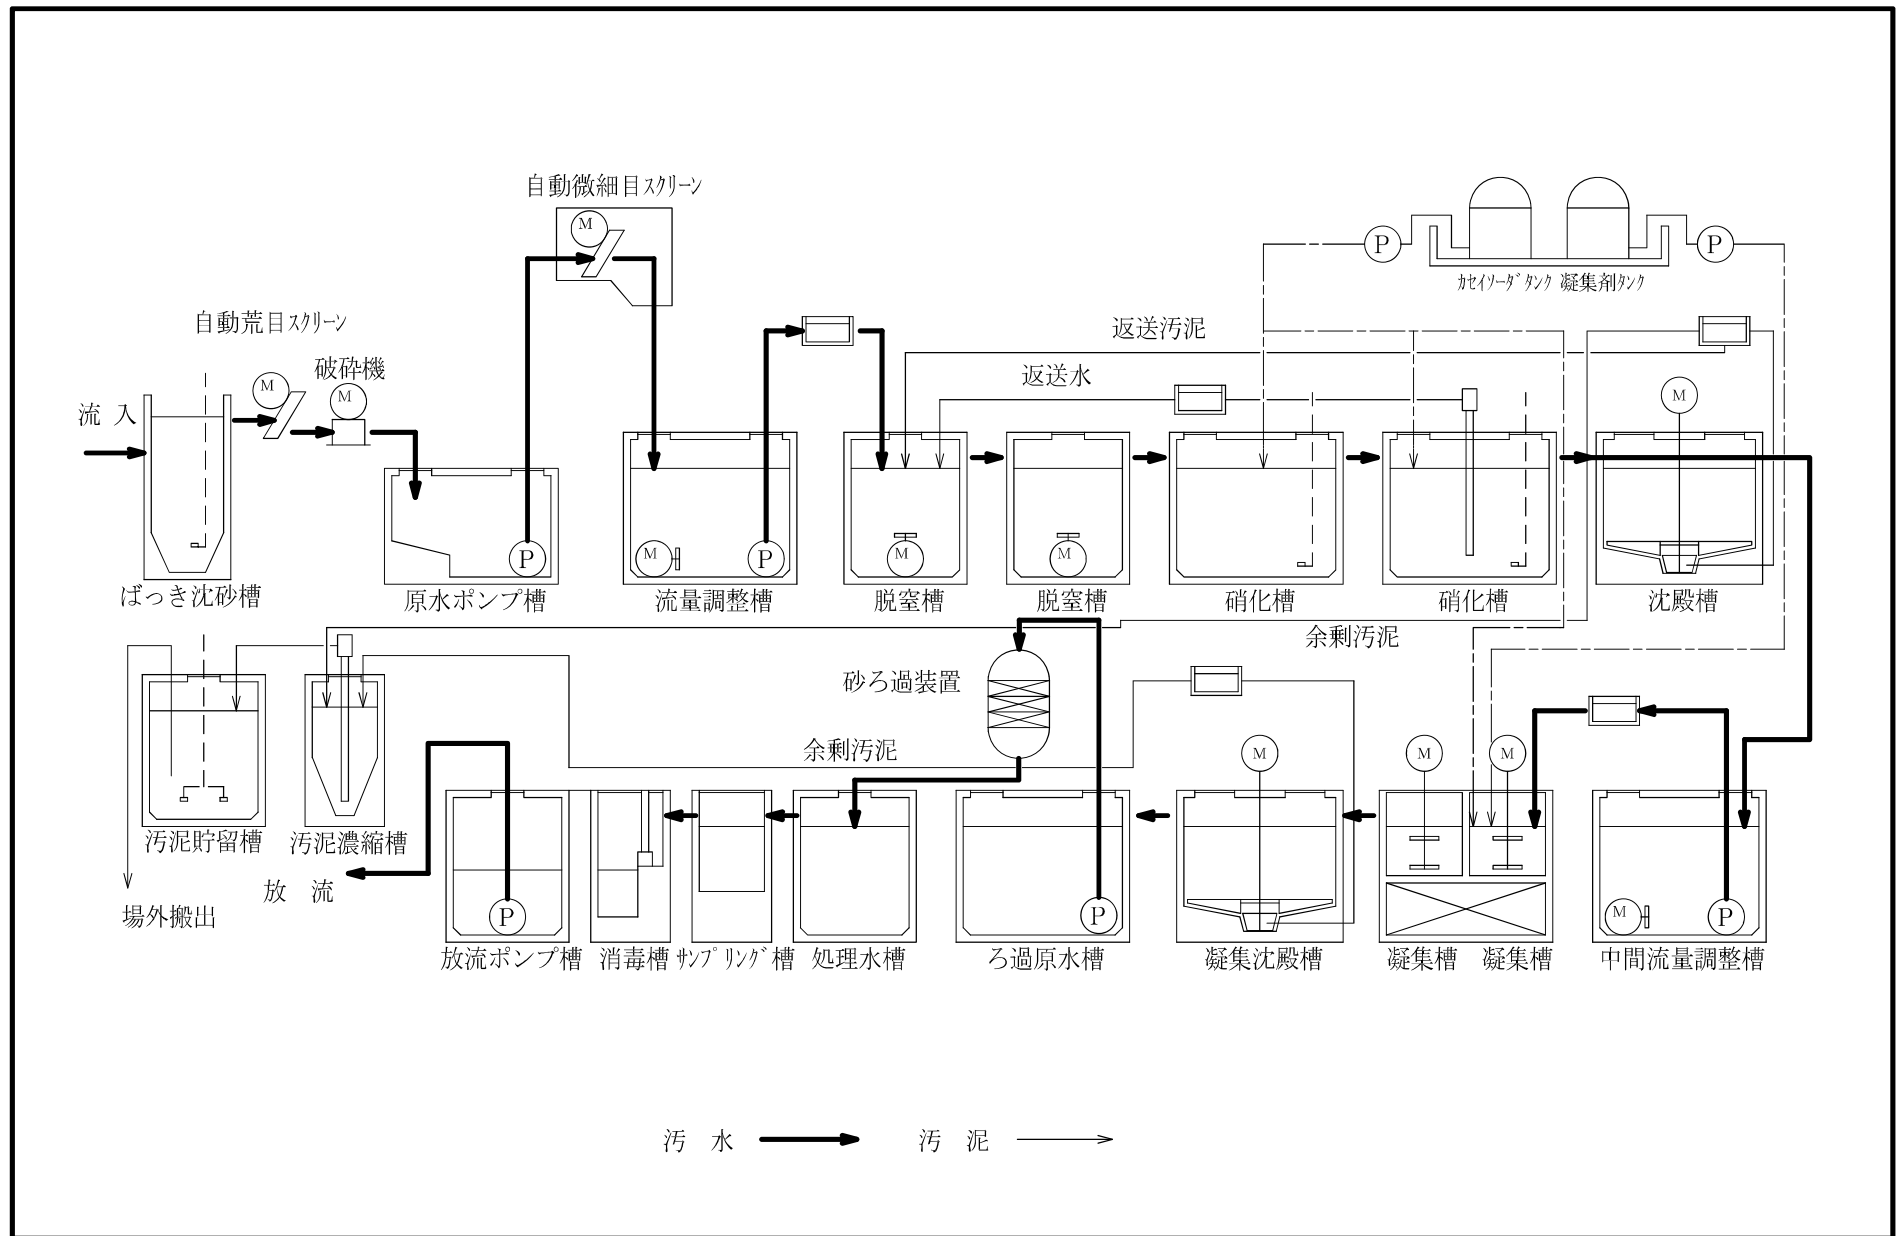 自動微細目スクリーン
M
P
P
カセイソーダタンク 凝集剤タンク
自動荒目スクリーン
返送汚泥
破砕機
返送水
M
M
M
流 入
M
P
M
P
M
M
ばっき沈砂槽
原水ポンプ槽
流量調整槽
脱窒槽
脱窒槽
硝化槽
硝化槽
沈殿槽
余剰汚泥
砂ろ過装置
余剰汚泥
M
M
M
汚泥貯留槽
汚泥濃縮槽
放 流
場外搬出
P
P
M
P
放流ポンプ槽
消毒槽
サンプリング槽
処理水槽
ろ過原水槽
凝集沈殿槽
凝集槽
凝集槽
中間流量調整槽
汚 水
汚 泥